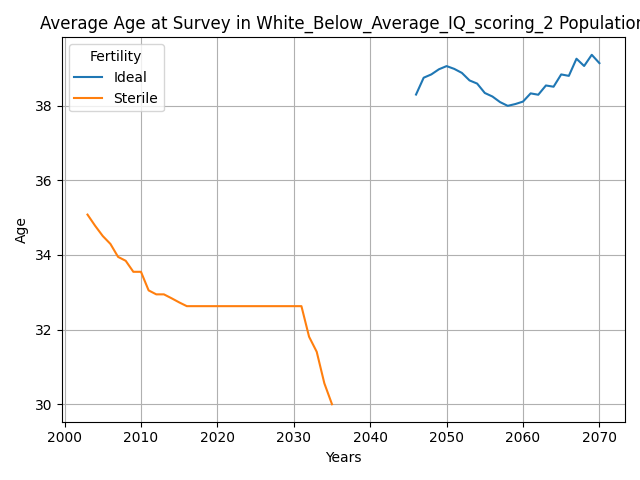 Average Age at Survey in White_Below_Average_IQ_scoring_2 Population
Fertility
Ideal
Sterile
38
36
34
32
30
Age
2000 2010 2020 2030 2040 2050 2060 2070
Years